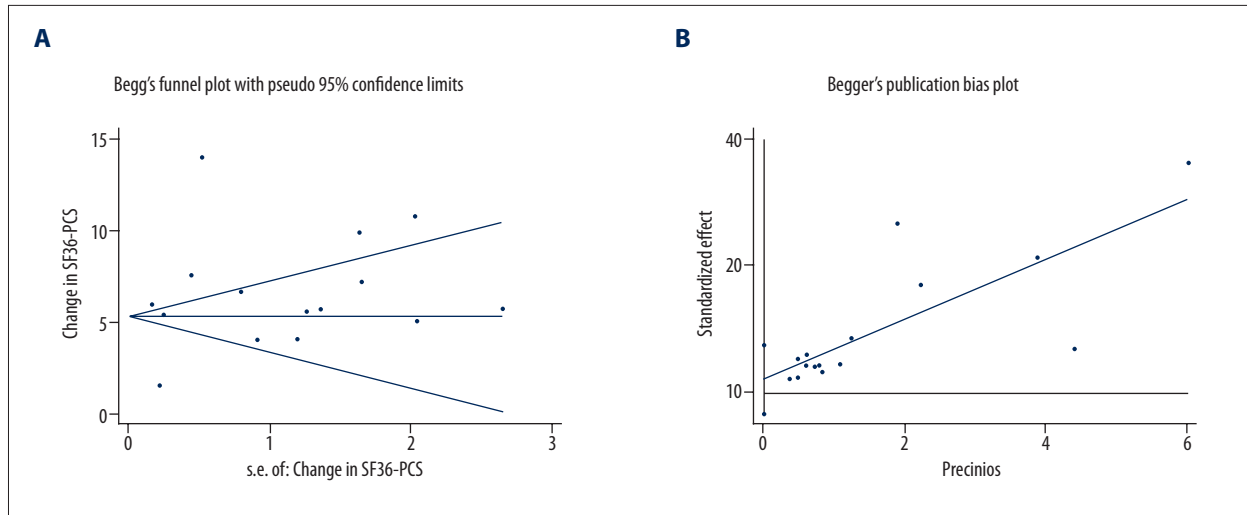 A
Begg's funnel plot with pseudo 95% confidence limits
15
10
5
0
Change in SF36-PCS
0 1 2 3
s.e. of: Change in SF36-PCS
B
Begger's publication bias plot
40
20
10
Standardized effect
0 2 4 6
Precinios